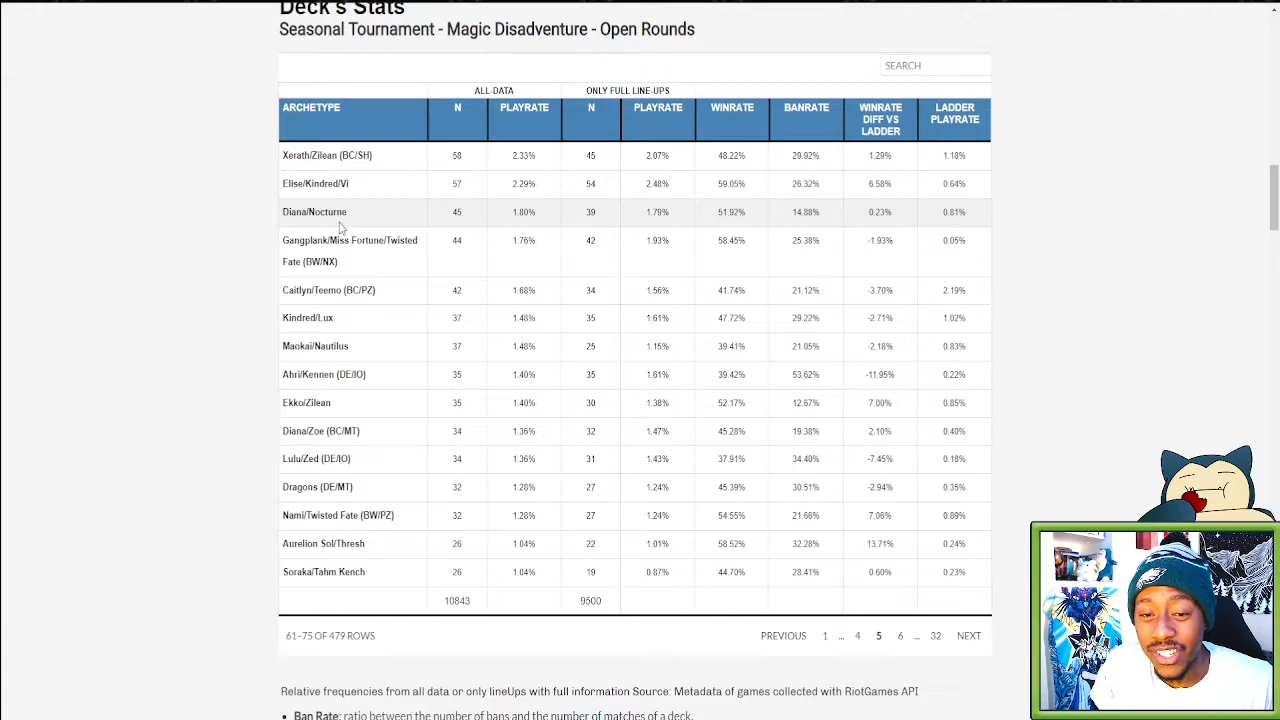 Deck's Stats
Seasonal Tournament - Magic Disadventure - Open Rounds
SEARCH
ALL-DATA ONLY FULL LINE-UPS
ARCHETYPE N PLAYRATE N PLAYRATE WINRATE BANRATE WINRATE DIFF VS LADDER LADDER PLAYRATE
Xerath/Zilean (BC/SH) 58 2.33% 45 2.07% 48.22% 29.92% 1.29% 1.18%
Elise/Kindred/Vi 57 2.29% 54 2.48% 59.05% 26.32% 6.58% 0.64%
Diana/Nocturne 45 1.80% 39 1.79% 51.92% 14.88% 0.23% 0.81%
Gangplank/Miss Fortune/Twisted 44 1.76% 42 1.93% 58.45% 25.38% -1.93% 0.05%
Fate (BW/NX)
Caitlyn/Teemo (BC/PZ) 42 1.68% 34 1.56% 41.74% 21.12% -3.70% 2.19%
Kindred/Lux 37 1.48% 35 1.61% 47.72% 29.22% -2.71% 1.02%
Maokai/Nautilus 37 1.48% 25 1.15% 39.41% 21.05% -2.18% 0.83%
Ahri/Kennen (DE/IO) 35 1.40% 35 1.61% 39.42% 53.62% -11.95% 0.22%
Ekko/Zilean 35 1.40% 30 1.38% 52.17% 12.67% 7.00% 0.85%
Diana/Zoe (BC/MT) 34 1.36% 32 1.47% 45.28% 19.38% 2.10% 0.40%
Lulu/Zed (DE/IO) 34 1.36% 31 1.43% 37.91% 34.40% -7.45% 0.18%
Dragons (DE/MT) 32 1.28% 27 1.24% 45.39% 30.51% -2.94% 0.35%
Nami/Twisted Fate (BW/PZ) 32 1.28% 27 1.24% 54.55% 21.66% 7.06% 0.89%
Aurelion Sol/Thresh 26 1.04% 22 1.01% 58.52% 32.28% 13.71% 0.24%
Soraka/Tahm Kench 26 1.04% 19 0.87% 44.70% 28.41% 0.60% 0.23%
10843 9500
61–75 OF 479 ROWS PREVIOUS 1 ... 4 5 6 ... 32 NEXT
Relative frequencies from all data or only lineUps with full information Source: Metadata of games collected with RiotGames API
• Ban Rate: ratio between the number of bans and the number of matches of a deck.